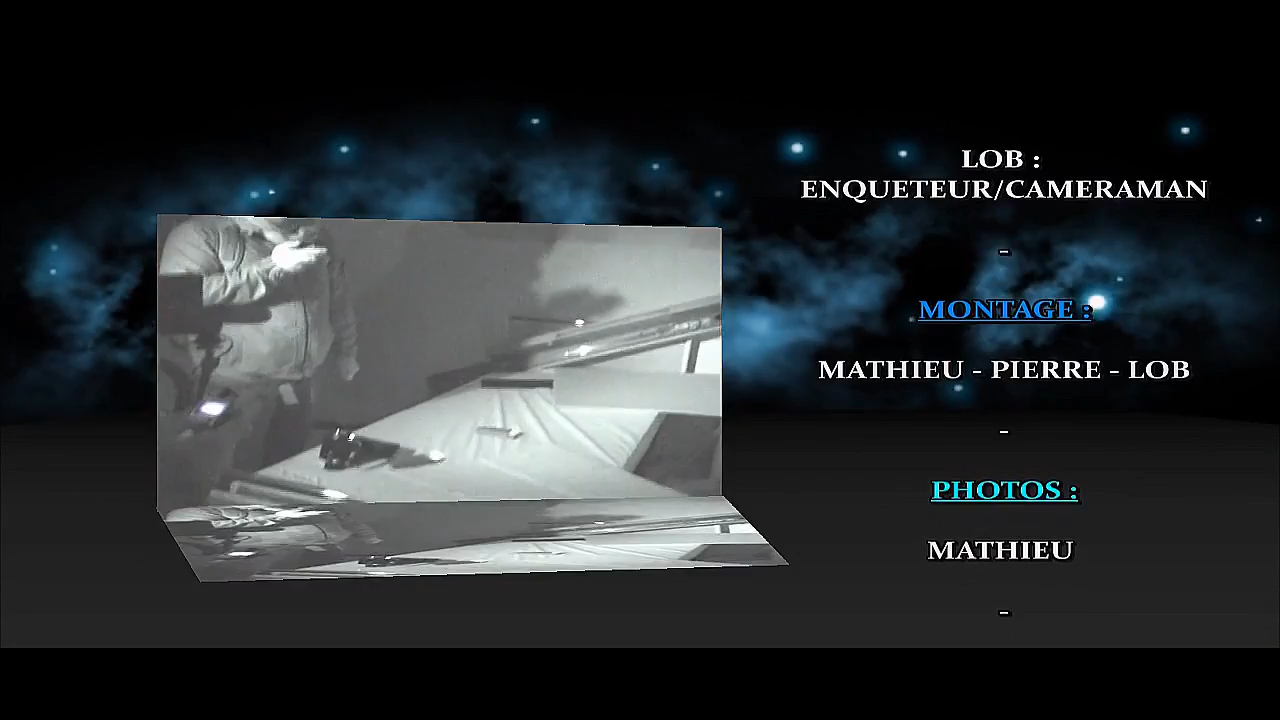 LOB :
ENQUETEUR/CAMERAMAN
-
MONTAGE :
MATHIEU - PIERRE - LOB
-
PHOTOS :
MATHIEU
-